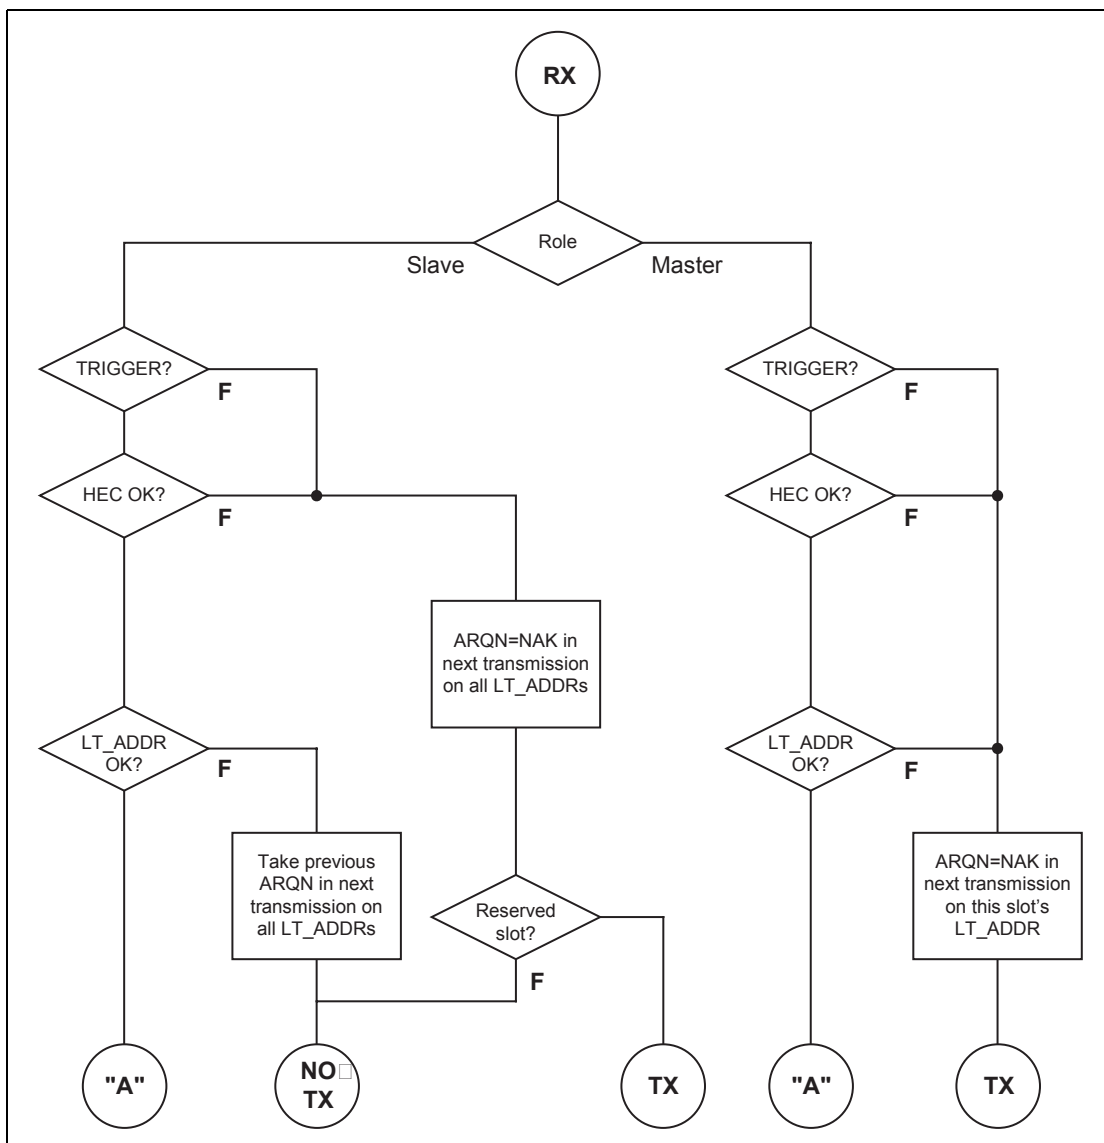 RX
Role
Slave
Master
TRIGGER?
F
TRIGGER?
F
HEC OK?
F
HEC OK?
F
ARQN=NAK in
next transmission
on all LT_ADDRs
LT_ADDR
OK?
F
LT_ADDR
OK?
F
Take previous
ARQN in next
transmission on
all LT_ADDRs
Reserved
slot?
F
ARQN=NAK in
next transmission
on this slot's
LT_ADDR
"A"
NO
TX
TX
"A"
TX